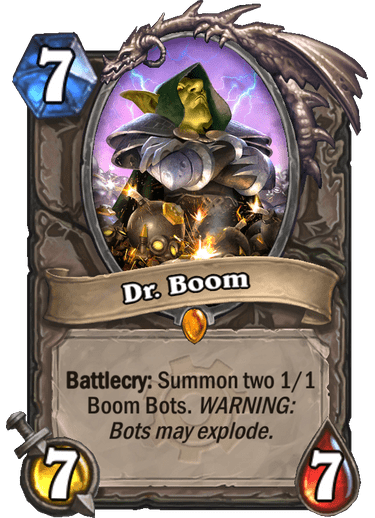 7
Dr. Boom
Battlecry: Summon two 1/1
Boom Bots. WARNING:
Bots may explode.
7
7